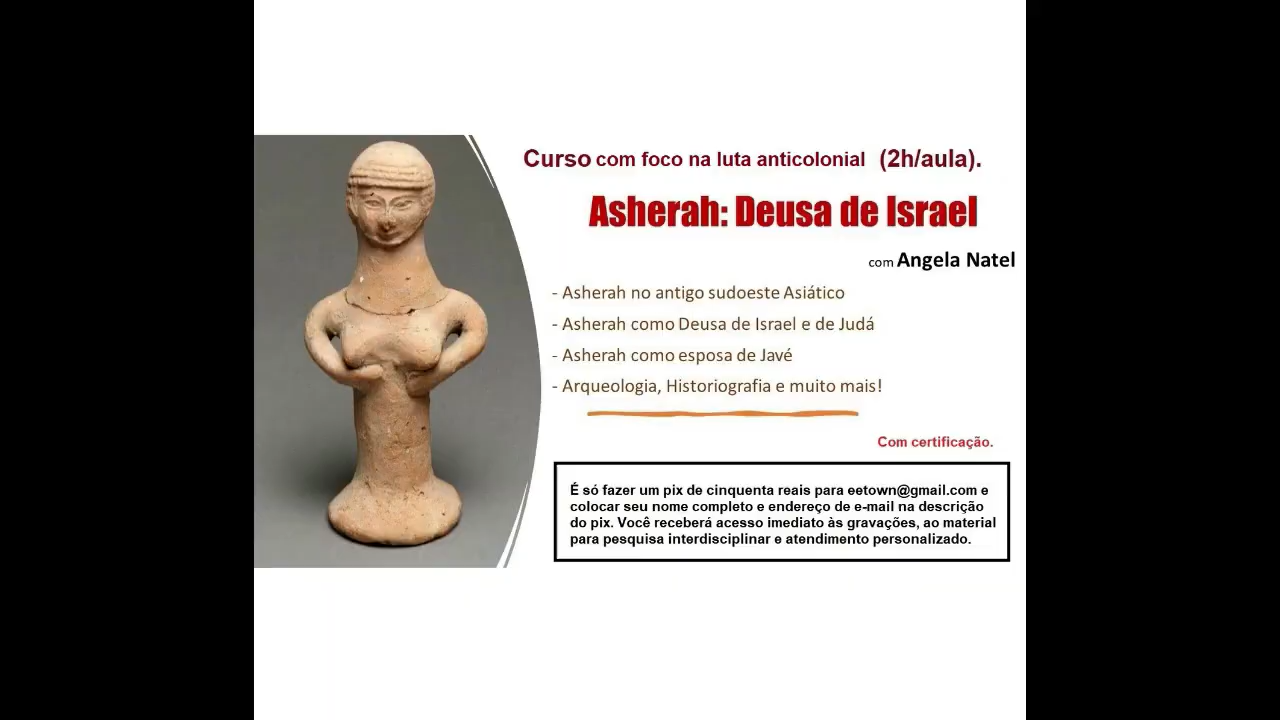 Curso com foco na luta anticolonial (2h/aula).
Asherah: Deusa de Israel
com Angela Natel
- Asherah no antigo sudoeste Asiático
- Asherah como Deusa de Israel e de Judá
- Asherah como esposa de Javé
- Arqueologia, Historiografia e muito mais!
Com certificação.
É só fazer um pix de cinquenta reais para eetown@gmail.com e
colocar seu nome completo e endereço de e-mail na descrição
do pix. Você receberá acesso imediato às gravações, ao material
para pesquisa interdisciplinar e atendimento personalizado.